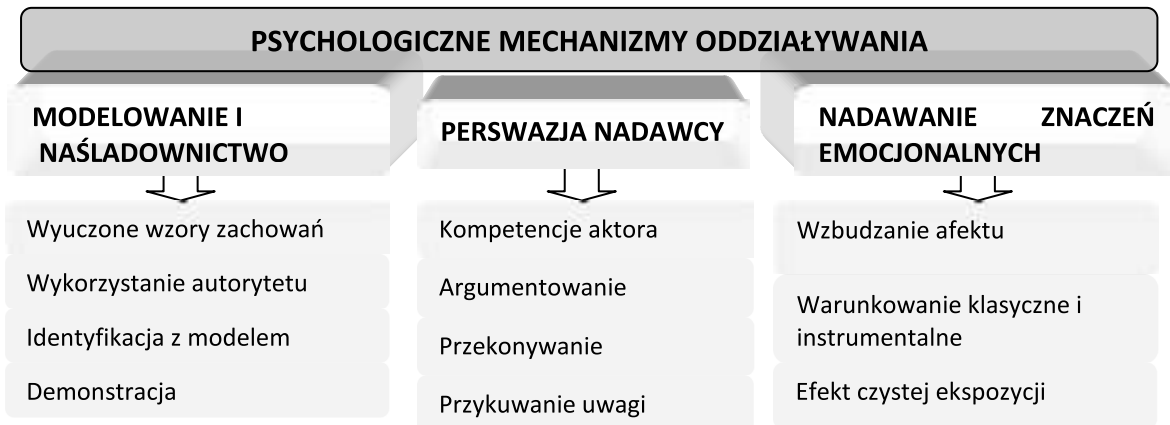 PSYCHOLOGICZNE MECHANIZMY ODDZIAŁYWANIA
MODELOWANIE I
NAŚLADOWNICTWO
Wyuczone wzory zachowań
Wykorzystanie autorytetu
Identyfikacja z modelem
Demonstracja
PERSWAZJA NADAWCY
Kompetencje aktora
Argumentowanie
Przekonywanie
Przykuwanie uwagi
NADAWANIE ZNACZEŃ
EMOCJONALNYCH
Wzbudzanie afektu
Warunkowanie klasyczne i
instrumentalne
Efekt czystej ekspozycji